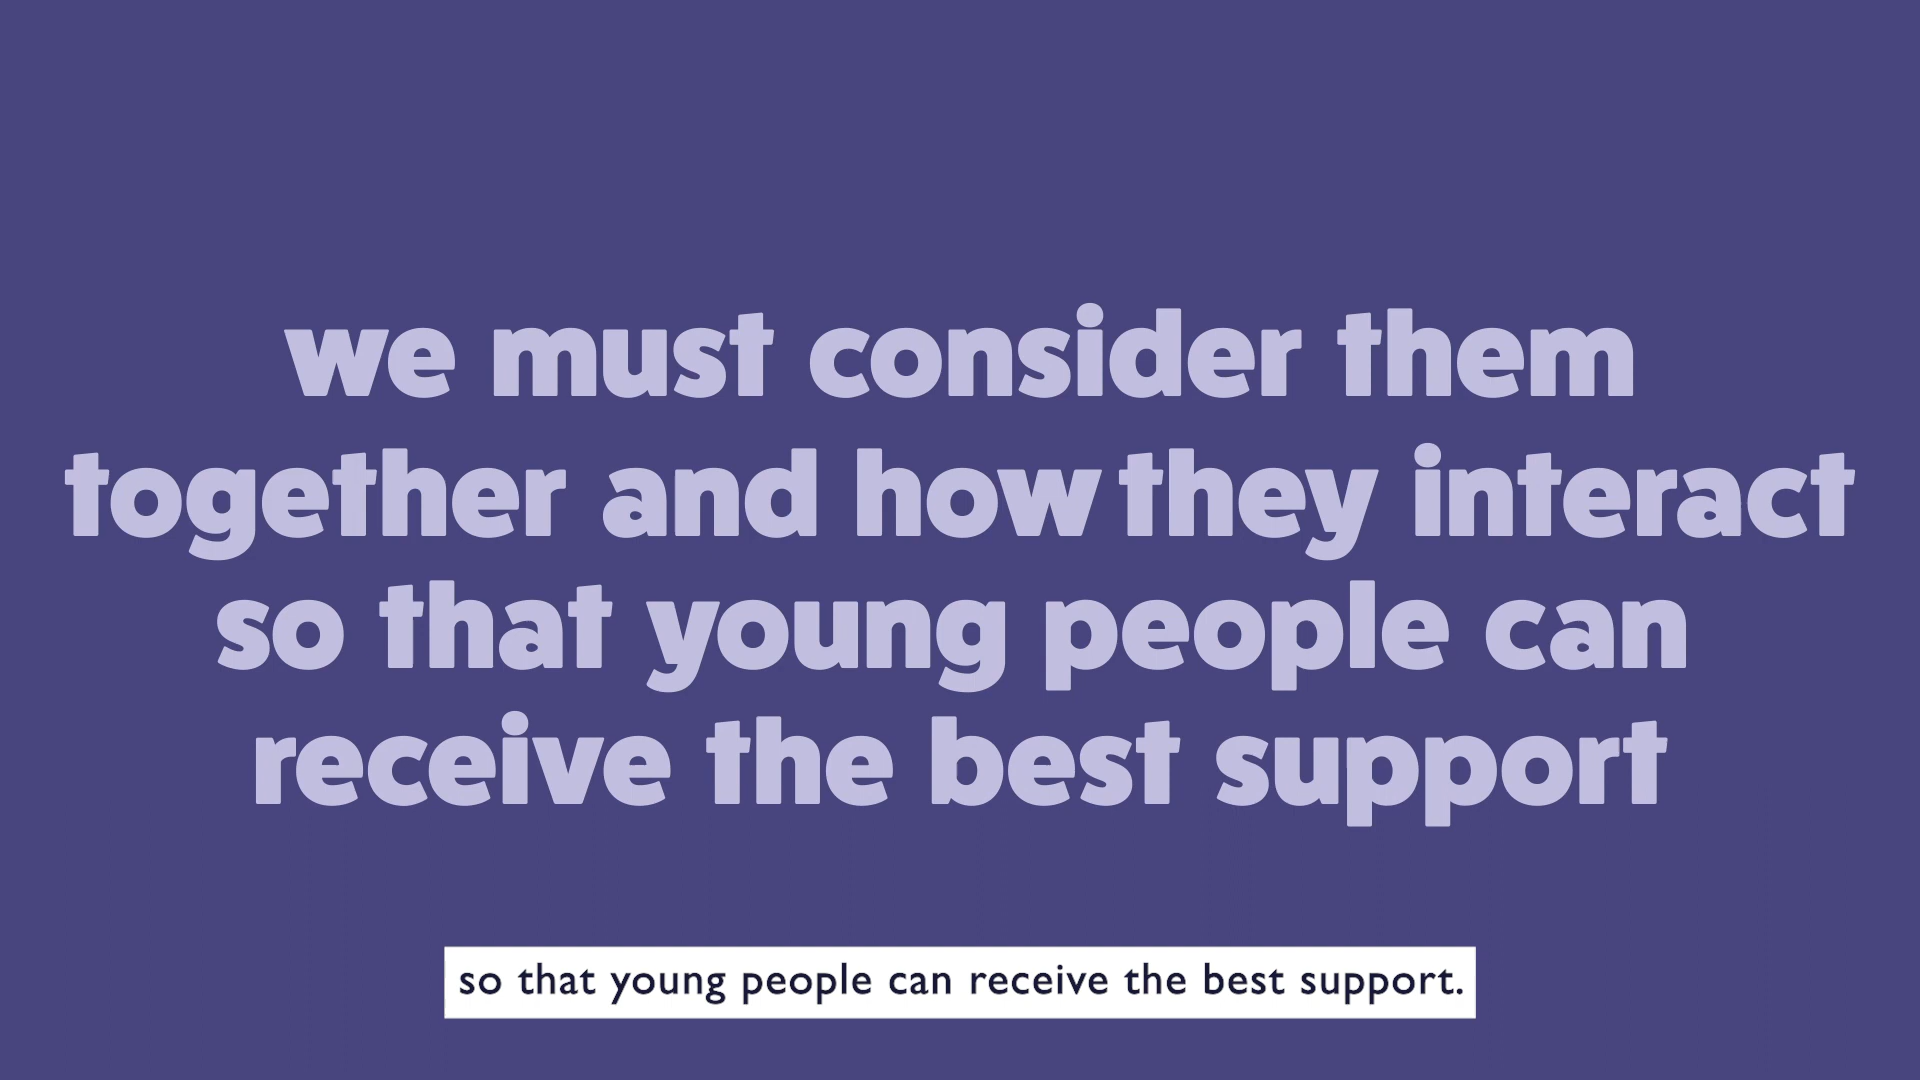 we must consider them
together and how they interact
so that young people can
receive the best support
so that young people can receive the best support.